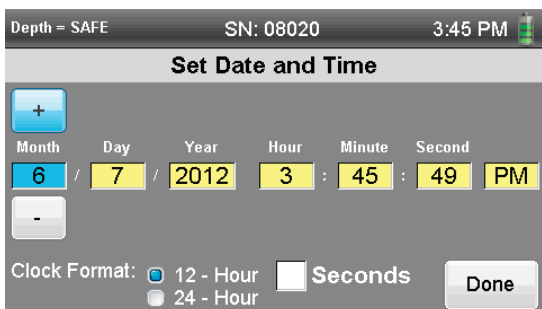 Depth = SAFE SN: 08020 3:45 PM
Set Date and Time
+
Month Day Year Hour Minute Second
6 / 7 / 2012 3 : 45 : 49 PM
-
Clock Format: 12 - Hour Seconds
24 - Hour Done